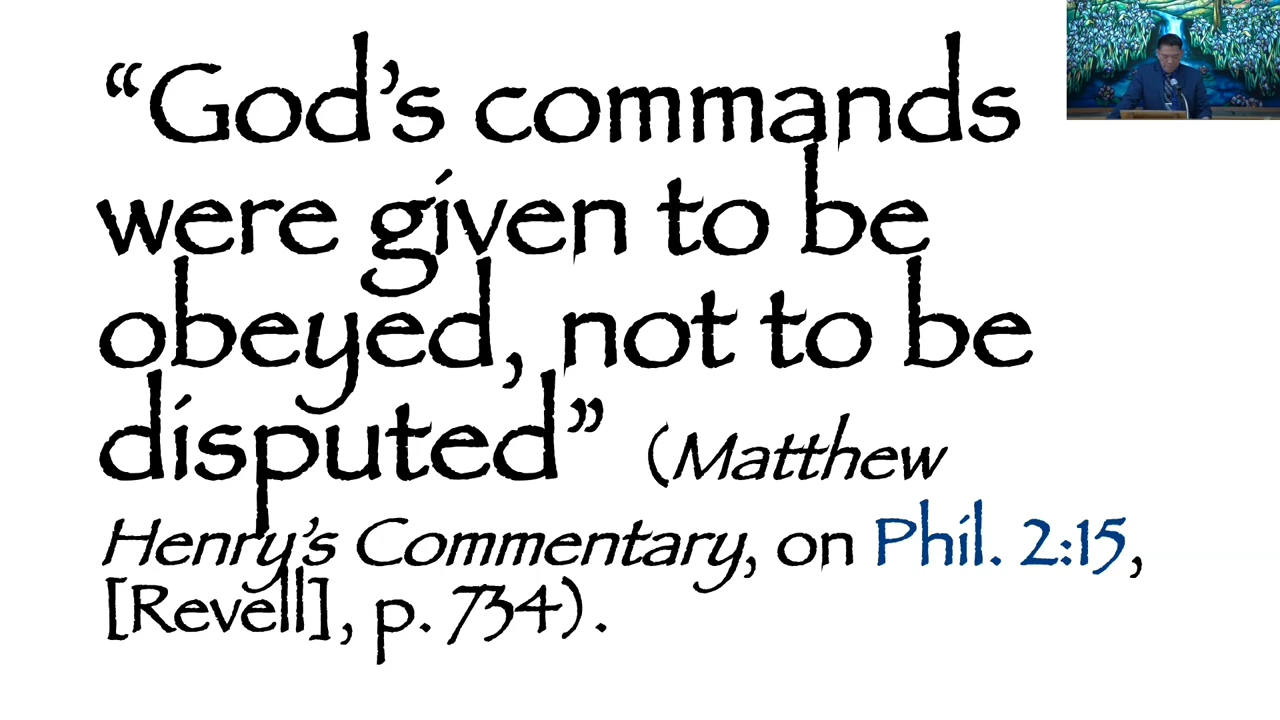 “God’s commands
were given to be
obeyed, not to be
disputed” (Matthew
Henry’s Commentary, on Phil. 2:15,
[Revell], p. 734).